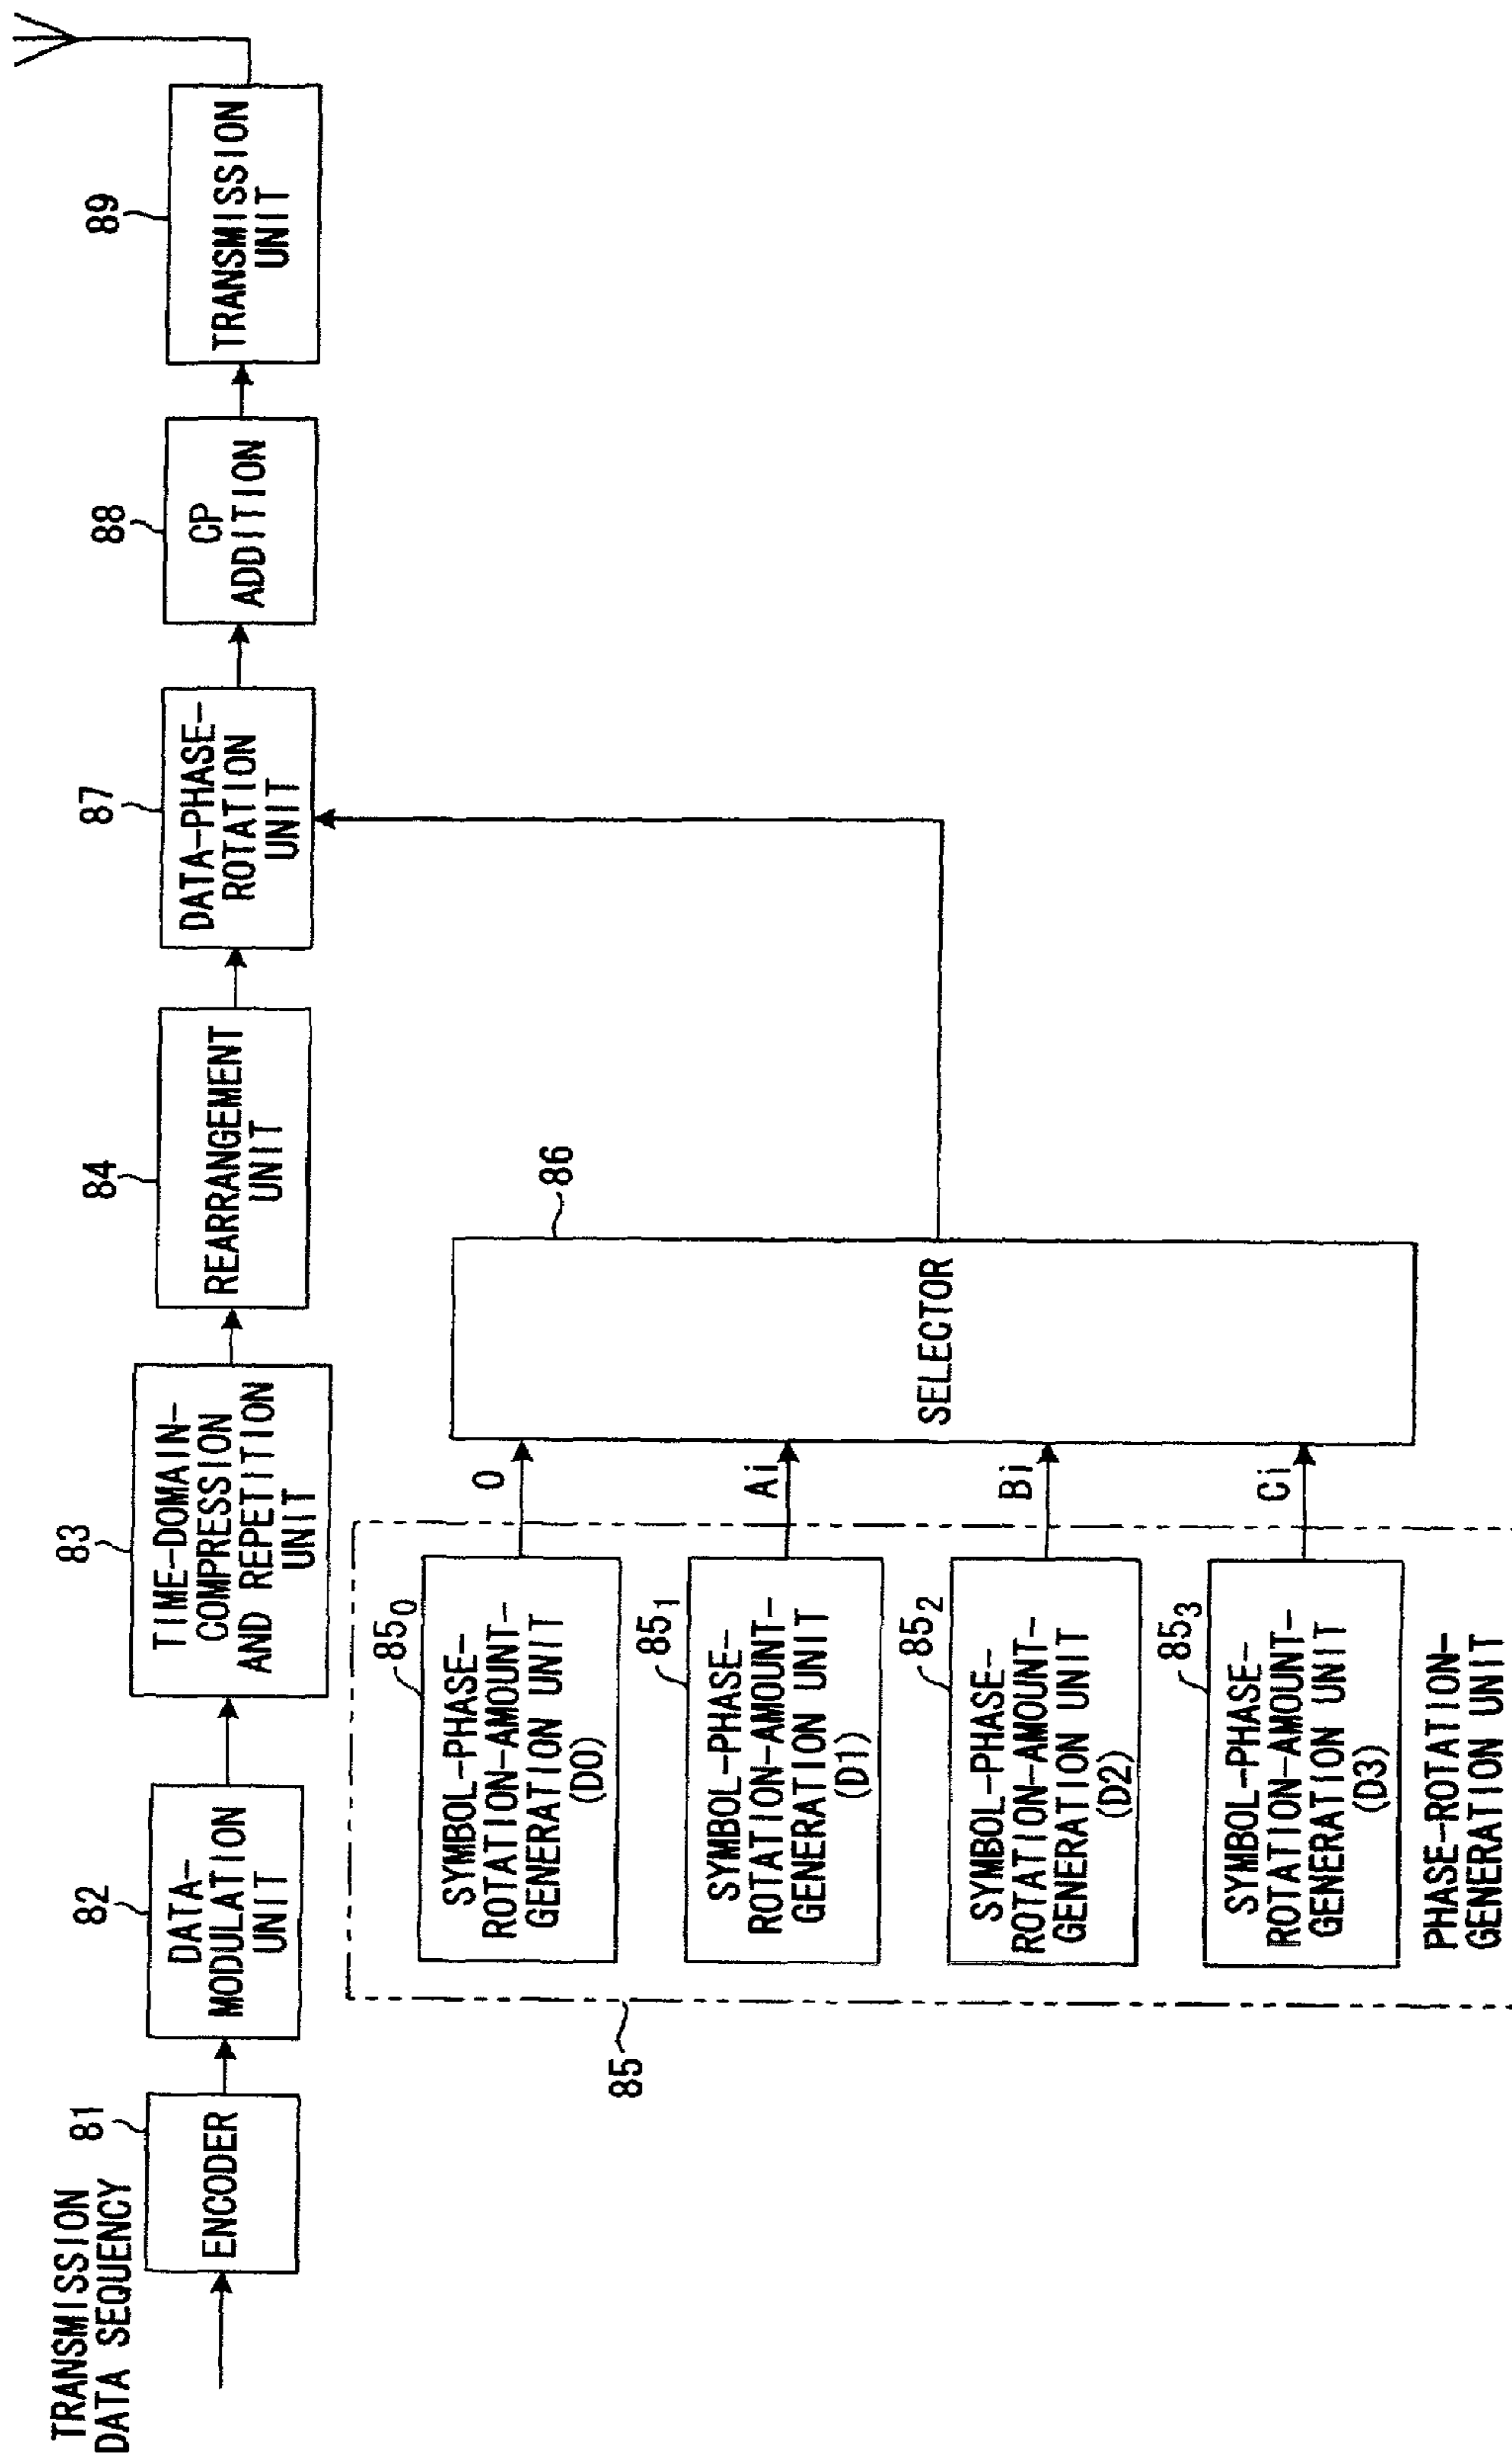 TRANSMISSION
DATA SEQUENCY
81
ENCODER
82
DATA-
MODULATION
UNIT
83
TIME-DOMAIN-
COMPRESSION
AND REPETITION
UNIT
84
REARRANGEMENT
UNIT
87
DATA-PHASE-
ROTATION
UNIT
88
CP
ADDITION
89
TRANSMISSION
UNIT
85
85₀
SYMBOL-PHASE-
ROTATION-AMOUNT-
GENERATION UNIT
(D0)
0
85₁
SYMBOL-PHASE-
ROTATION-AMOUNT-
GENERATION UNIT
(D1)
Ai
85₂
SYMBOL-PHASE-
ROTATION-AMOUNT-
GENERATION UNIT
(D2)
Bi
85₃
SYMBOL-PHASE-
ROTATION-AMOUNT-
GENERATION UNIT
(D3)
Ci
PHASE-ROTATION-
GENERATION UNIT
86
SELECTOR